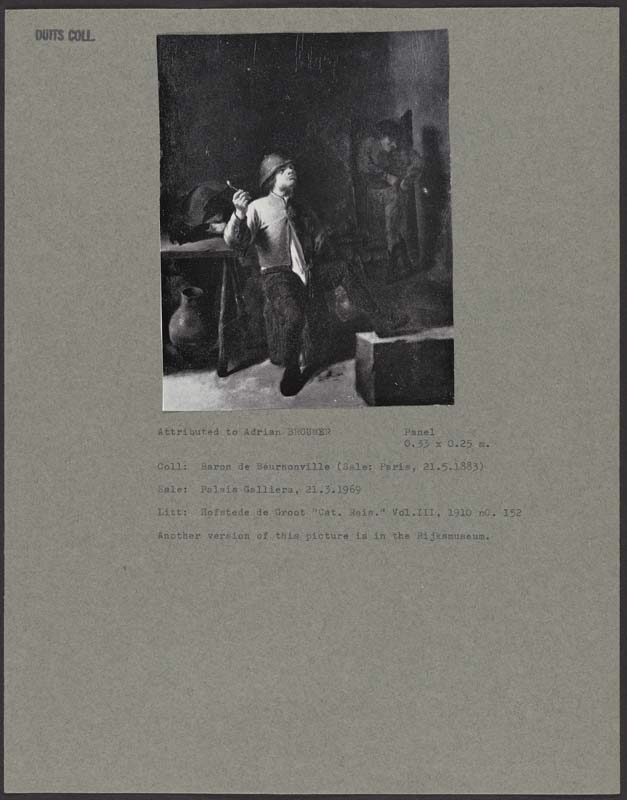 DUITS COLL.
Attributed to Adrian BROUWER Panel
0.33 x 0.25 m.
Coll: Baron de Beursonville (Sale: Paris, 21.5.1883)
Sale: Palais Galliera, 21.3.1969
Litt: Hofstede de Groot "Cat. Rais." Vol.III, 1910 nO. 152
Another version of this picture is in the Rijksmuseum.